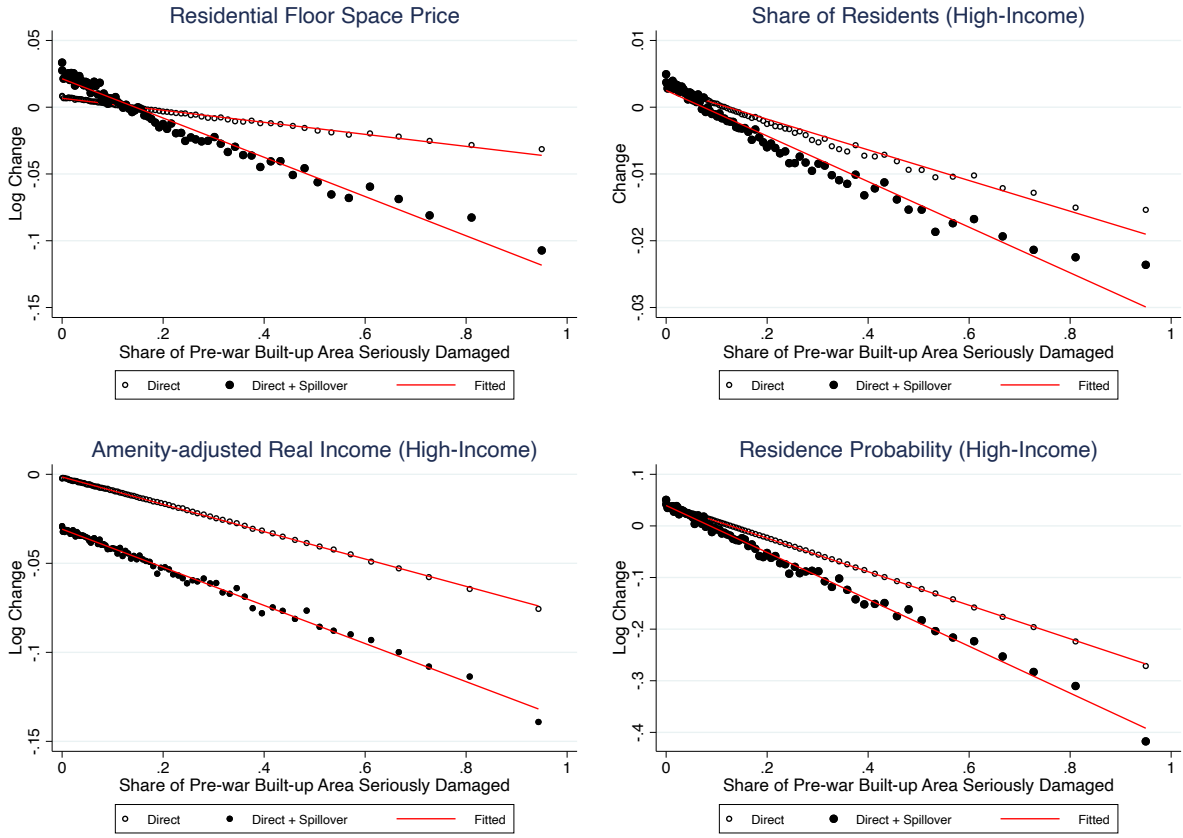 Residential Floor Space Price
Log Change
.05
0
-.05
-.1
-.15
0 .2 .4 .6 .8 1
Share of Pre-war Built-up Area Seriously Damaged
Direct Direct + Spillover Fitted
Share of Residents (High-Income)
Change
.01
0
-.01
-.02
-.03
0 .2 .4 .6 .8 1
Share of Pre-war Built-up Area Seriously Damaged
Direct Direct + Spillover Fitted
Amenity-adjusted Real Income (High-Income)
Log Change
0
-.05
-.1
-.15
0 .2 .4 .6 .8 1
Share of Pre-war Built-up Area Seriously Damaged
Direct Direct + Spillover Fitted
Residence Probability (High-Income)
Log Change
.1
0
-.1
-.2
-.3
-.4
0 .2 .4 .6 .8 1
Share of Pre-war Built-up Area Seriously Damaged
Direct Direct + Spillover Fitted